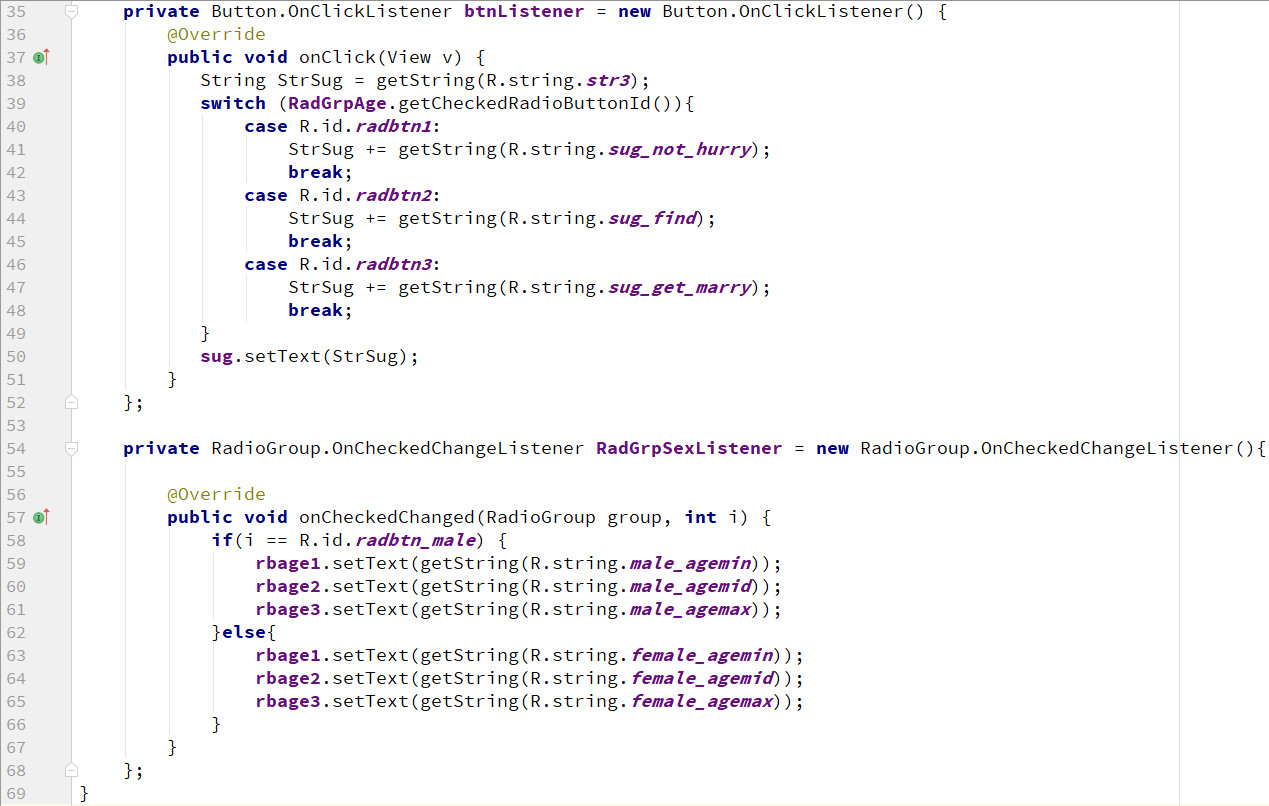 35 private Button.OnClickListener btnListener = new Button.OnClickListener() {
36 @Override
37 public void onClick(View v) {
38 String StrSug = getString(R.string.str3);
39 switch (RadGrpAge.getCheckedRadioButtonId()){
40 case R.id.radbtn1:
41 StrSug += getString(R.string.sug_not_hurry);
42 break;
43 case R.id.radbtn2:
44 StrSug += getString(R.string.sug_find);
45 break;
46 case R.id.radbtn3:
47 StrSug += getString(R.string.sug_get_marry);
48 break;
49 }
50 sug.setText(StrSug);
51 }
52 };
53
54 private RadioGroup.OnCheckedChangeListener RadGrpSexListener = new RadioGroup.OnCheckedChangeListener(){
55
56 @Override
57 public void onCheckedChanged(RadioGroup group, int i) {
58 if(i == R.id.radbtn_male) {
59 rbage1.setText(getString(R.string.male_agemin));
60 rbage2.setText(getString(R.string.male_agemid));
61 rbage3.setText(getString(R.string.male_agemax));
62 }else{
63 rbage1.setText(getString(R.string.female_agemin));
64 rbage2.setText(getString(R.string.female_agemid));
65 rbage3.setText(getString(R.string.female_agemax));
66 }
67 }
68 };
69 }